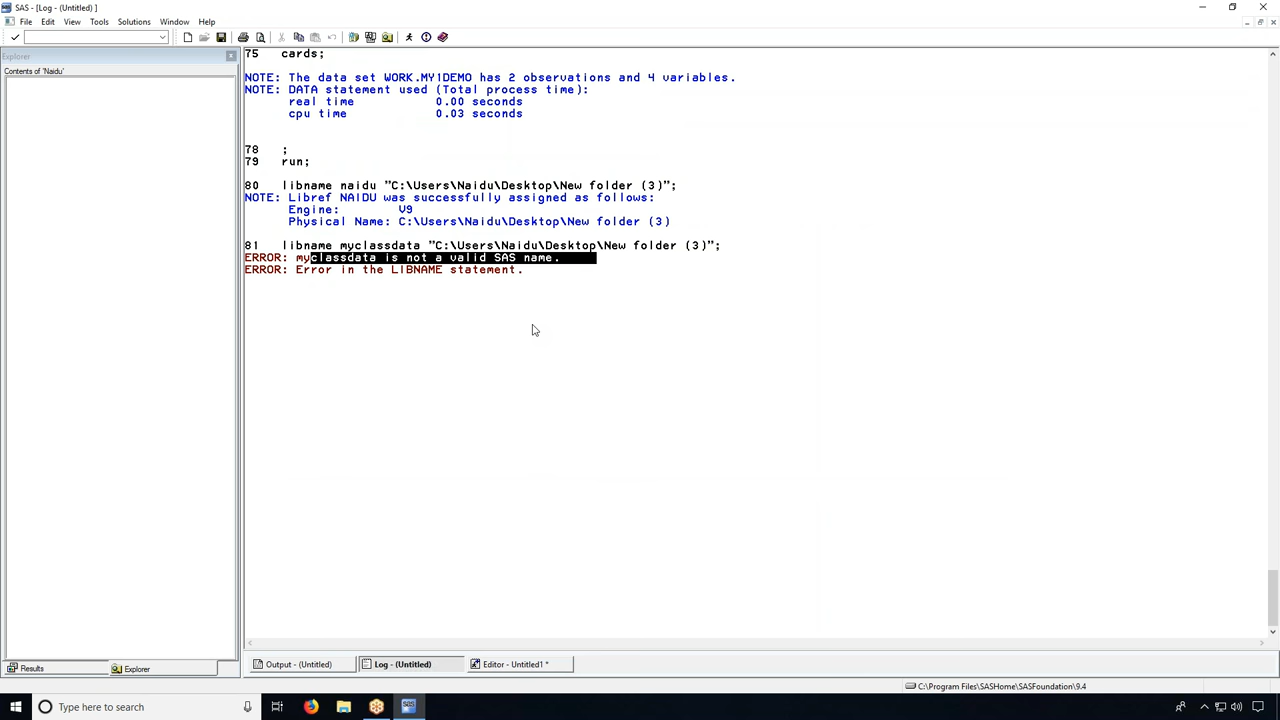 SAS - [Log - (Untitled) ]
File Edit View Tools Solutions Window Help
Explorer
Contents of 'Naidu'
75 cards;
NOTE: The data set WORK.MY1DEMO has 2 observations and 4 variables.
NOTE: DATA statement used (Total process time):
real time 0.00 seconds
cpu time 0.03 seconds
78 ;
79 run;
80 libname naidu "C:\Users\Naidu\Desktop\New folder (3)";
NOTE: Libref NAIDU was successfully assigned as follows:
Engine: V9
Physical Name: C:\Users\Naidu\Desktop\New folder (3)
81 libname myclassdata "C:\Users\Naidu\Desktop\New folder (3)";
ERROR: myclassdata is not a valid SAS name.
ERROR: Error in the LIBNAME statement.
Results Explorer Output - (Untitled) Log - (Untitled) Editor - Untitled1 *
C:\Program Files\SASHome\SASFoundation\9.4
Type here to search